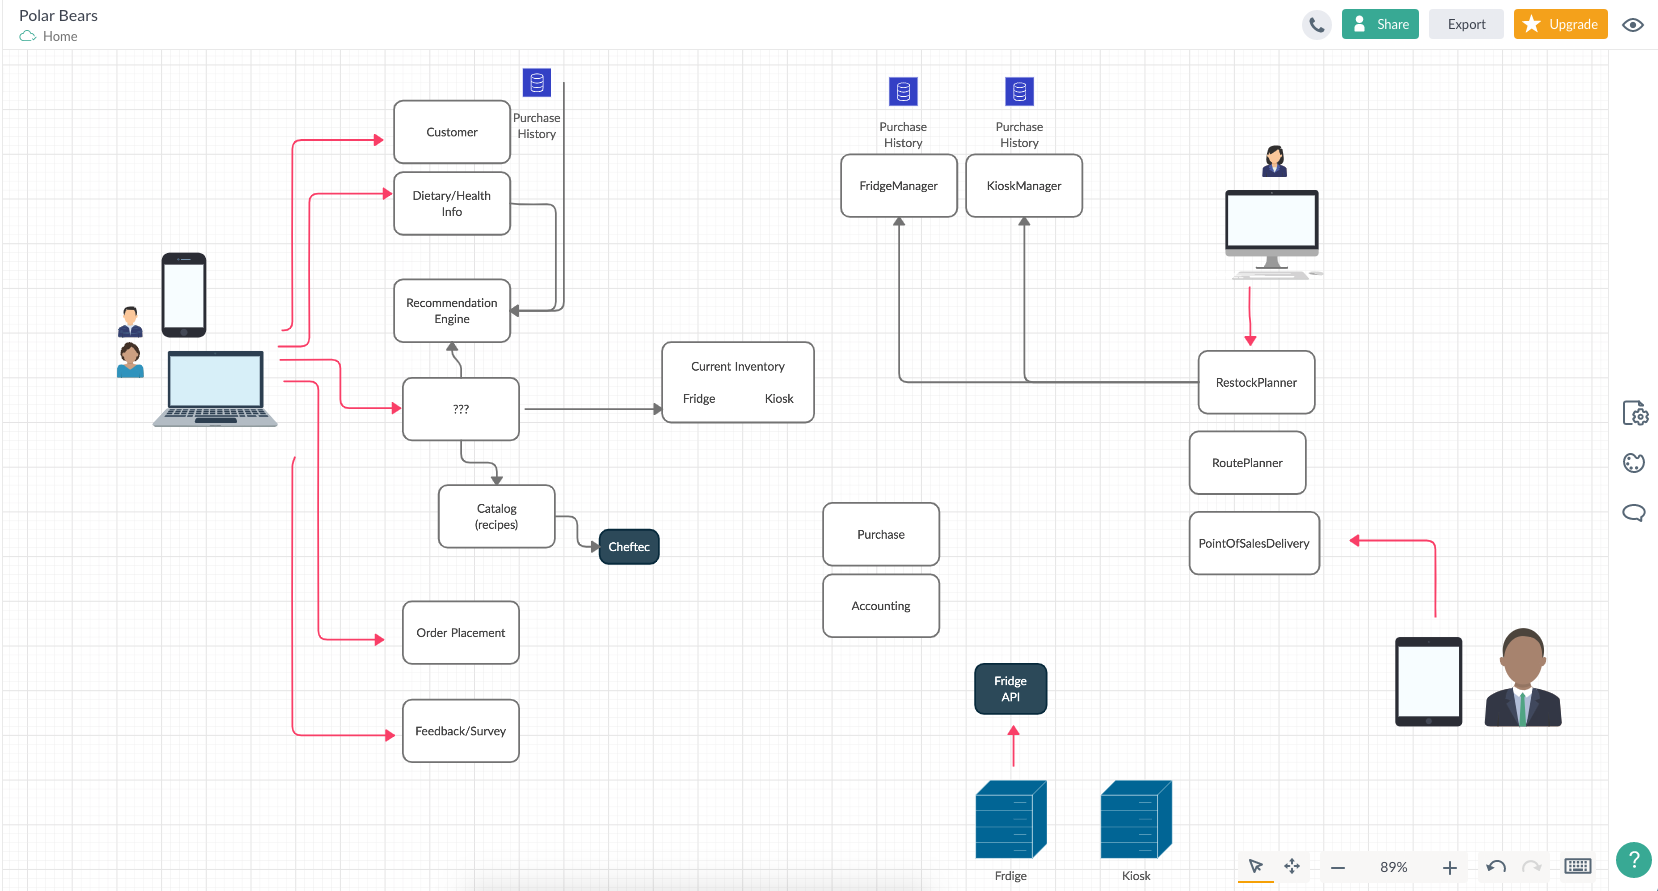 Polar Bears
Home
Share
Export
Upgrade
Customer
Purchase
History
Dietary/Health
Info
Recommendation
Engine
???
Current Inventory
Fridge
Kiosk
Catalog
(recipes)
Cheftec
Order Placement
Feedback/Survey
Purchase
History
Purchase
History
FridgeManager
KioskManager
RestockPlanner
RoutePlanner
PointOfSalesDelivery
Purchase
Accounting
Fridge
API
Frdige
Kiosk
89%
?